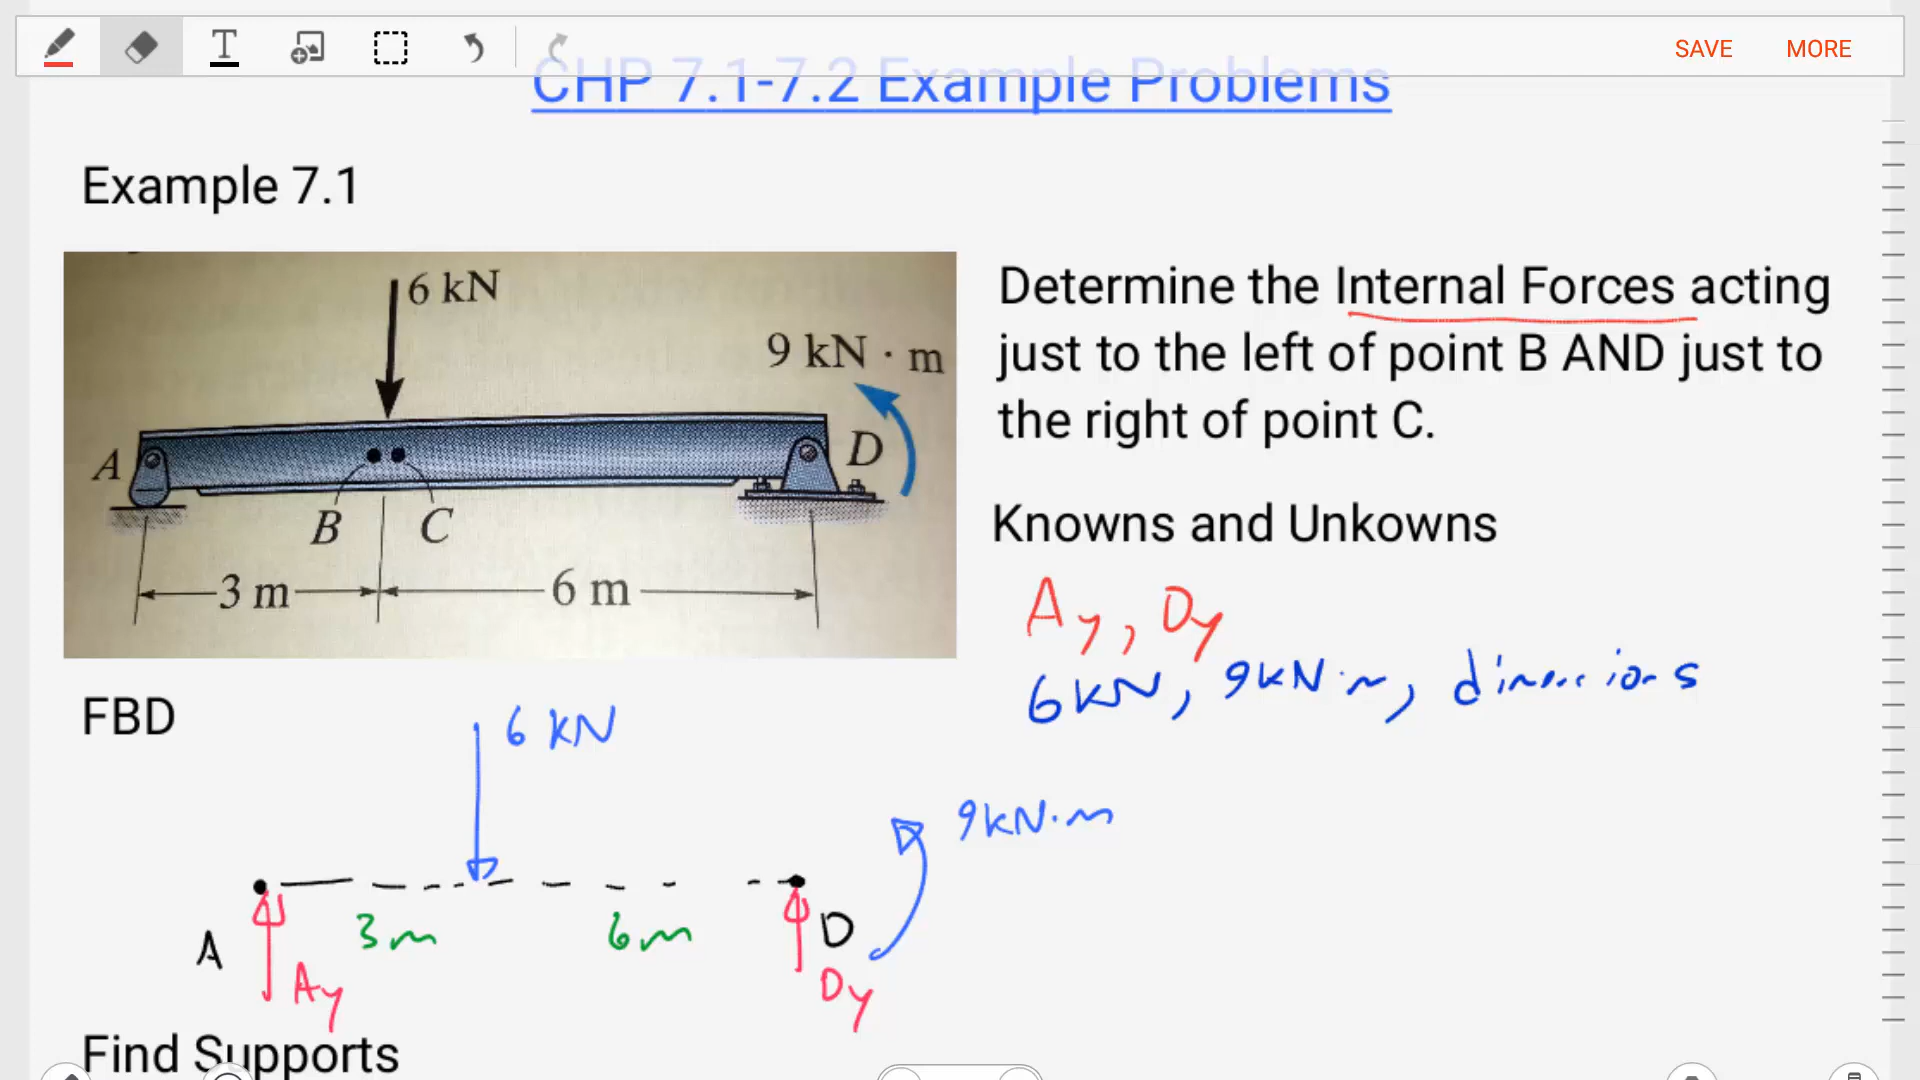 T
SAVE
MORE
CHP 7.1-7.2 Example Problems
Example 7.1
6 kN
9 kN · m
A
D
B
C
3 m
6 m
Determine the Internal Forces acting
just to the left of point B AND just to
the right of point C.
Knowns and Unkowns
Ay, Dy
6kN, 9kN·m, dimensions
FBD
6 kN
9kN·m
3m
6m
A
D
Ay
Dy
Find Supports